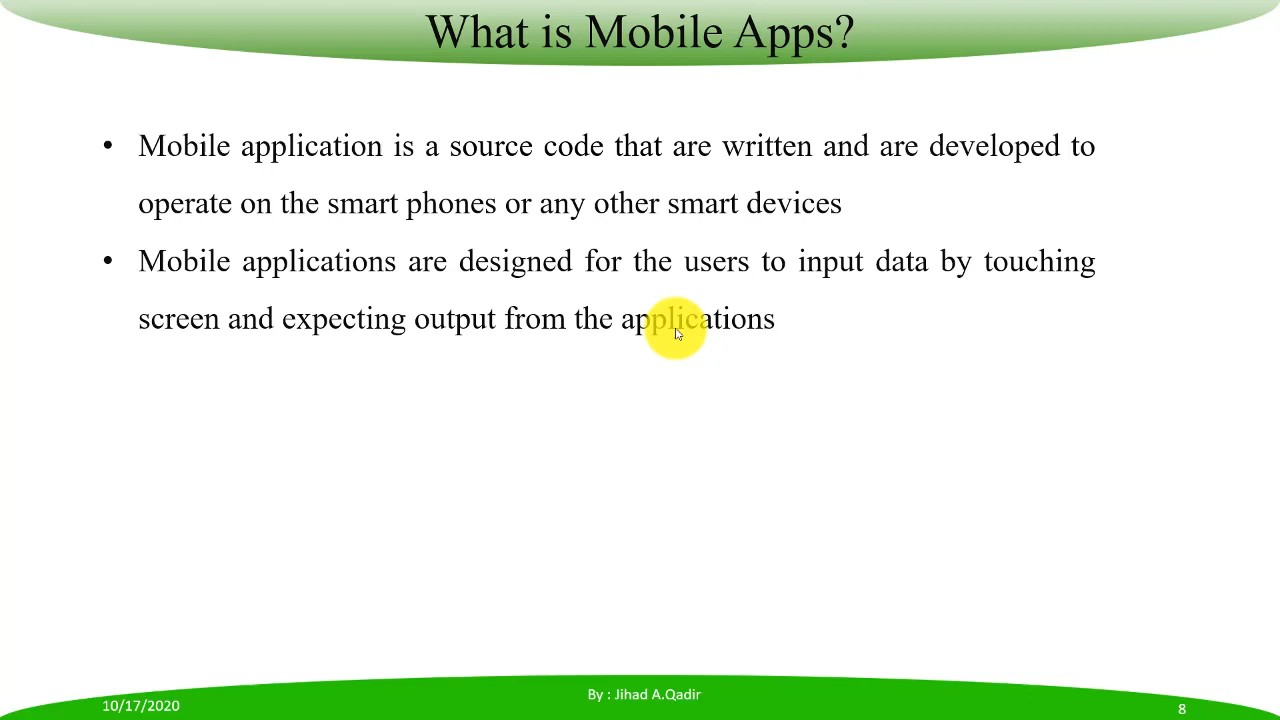 What is Mobile Apps?
• Mobile application is a source code that are written and are developed to
operate on the smart phones or any other smart devices
• Mobile applications are designed for the users to input data by touching
screen and expecting output from the applications
10/17/2020
By : Jihad A.Qadir
8